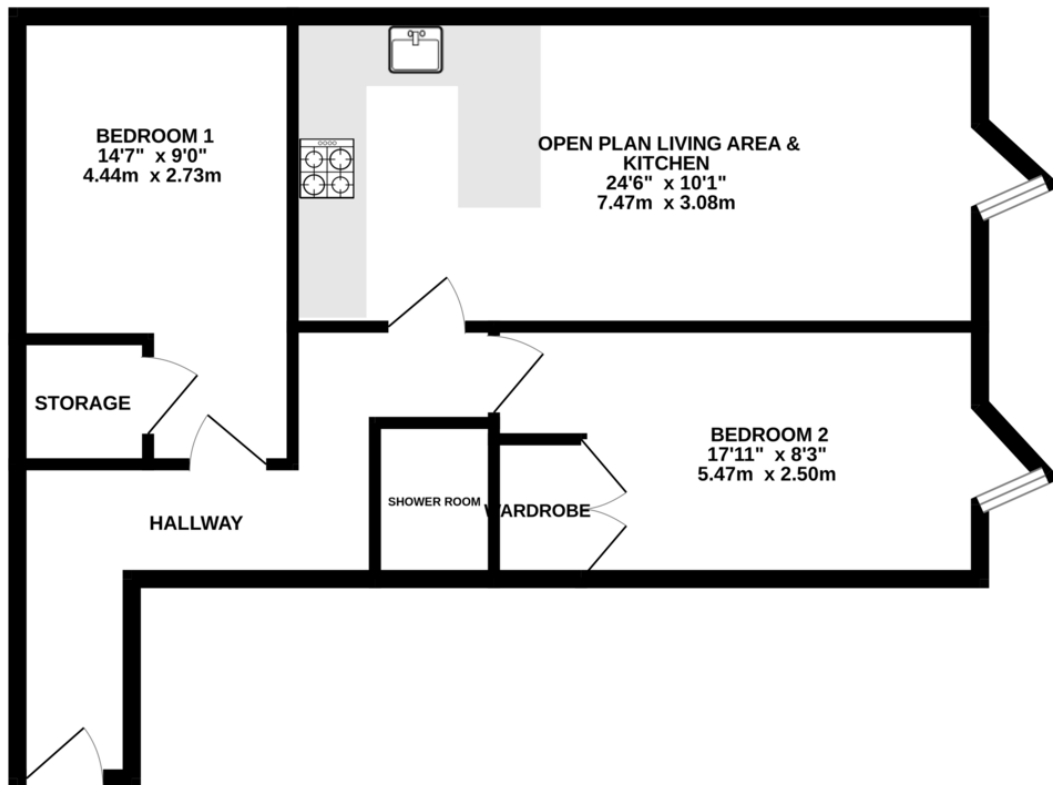 BEDROOM 1
14'7" x 9'0"
4.44m x 2.73m
OPEN PLAN LIVING AREA &
KITCHEN
24'6" x 10'1"
7.47m x 3.08m
STORAGE
BEDROOM 2
17'11" x 8'3"
5.47m x 2.50m
SHOWER ROOM
WARDROBE
HALLWAY